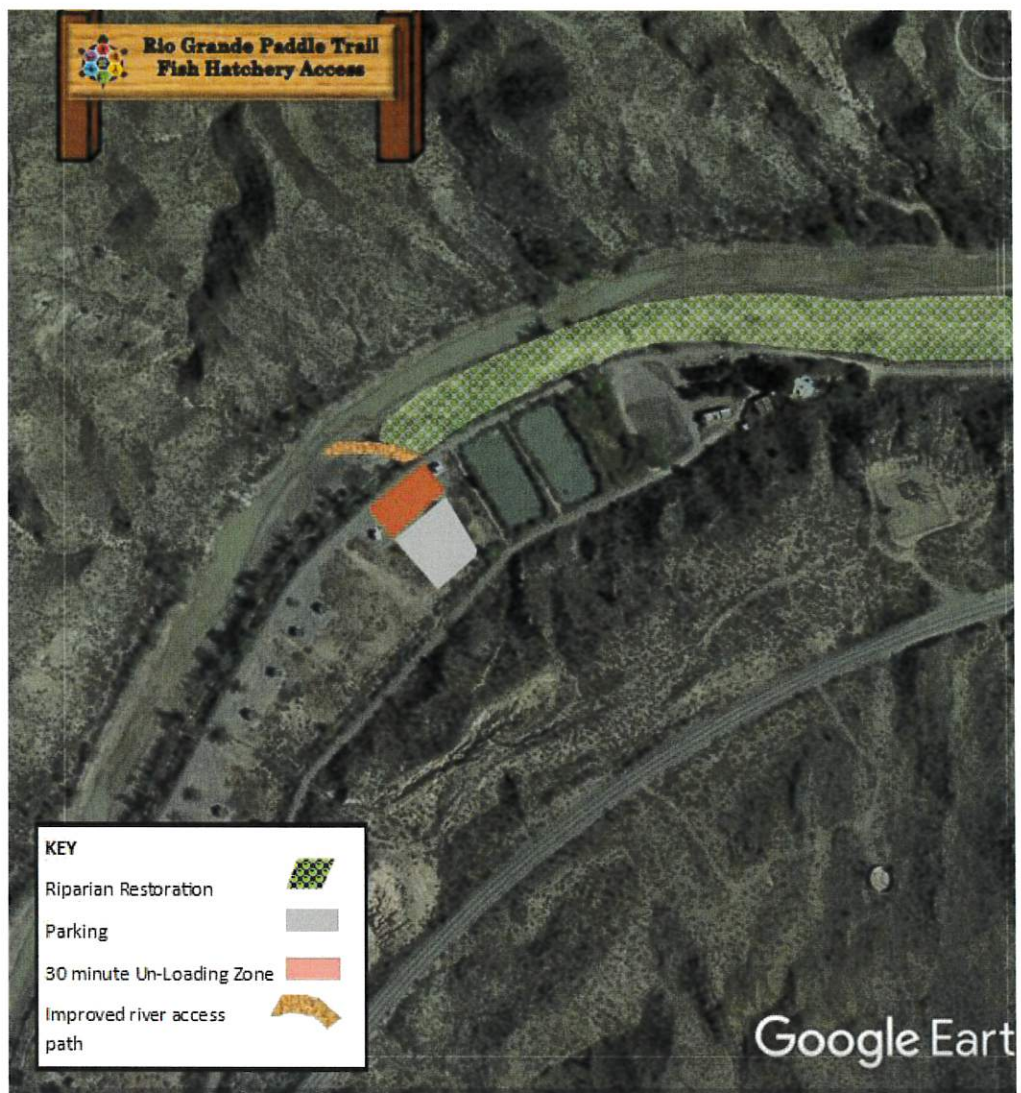 Rio Grande Paddle Trail
Fish Hatchery Access
KEY
Riparian Restoration
Parking
30 minute Un-Loading Zone
Improved river access
path
Google Eart